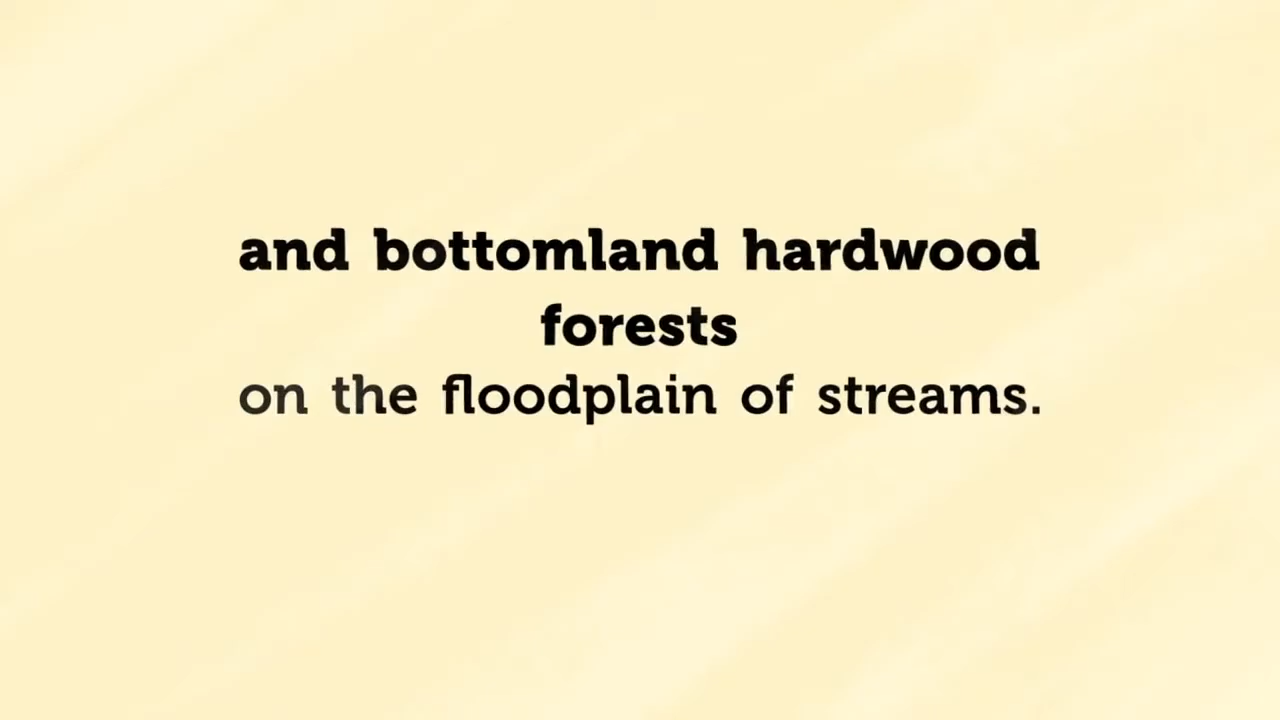 and bottomland hardwood
forests
on the floodplain of streams.